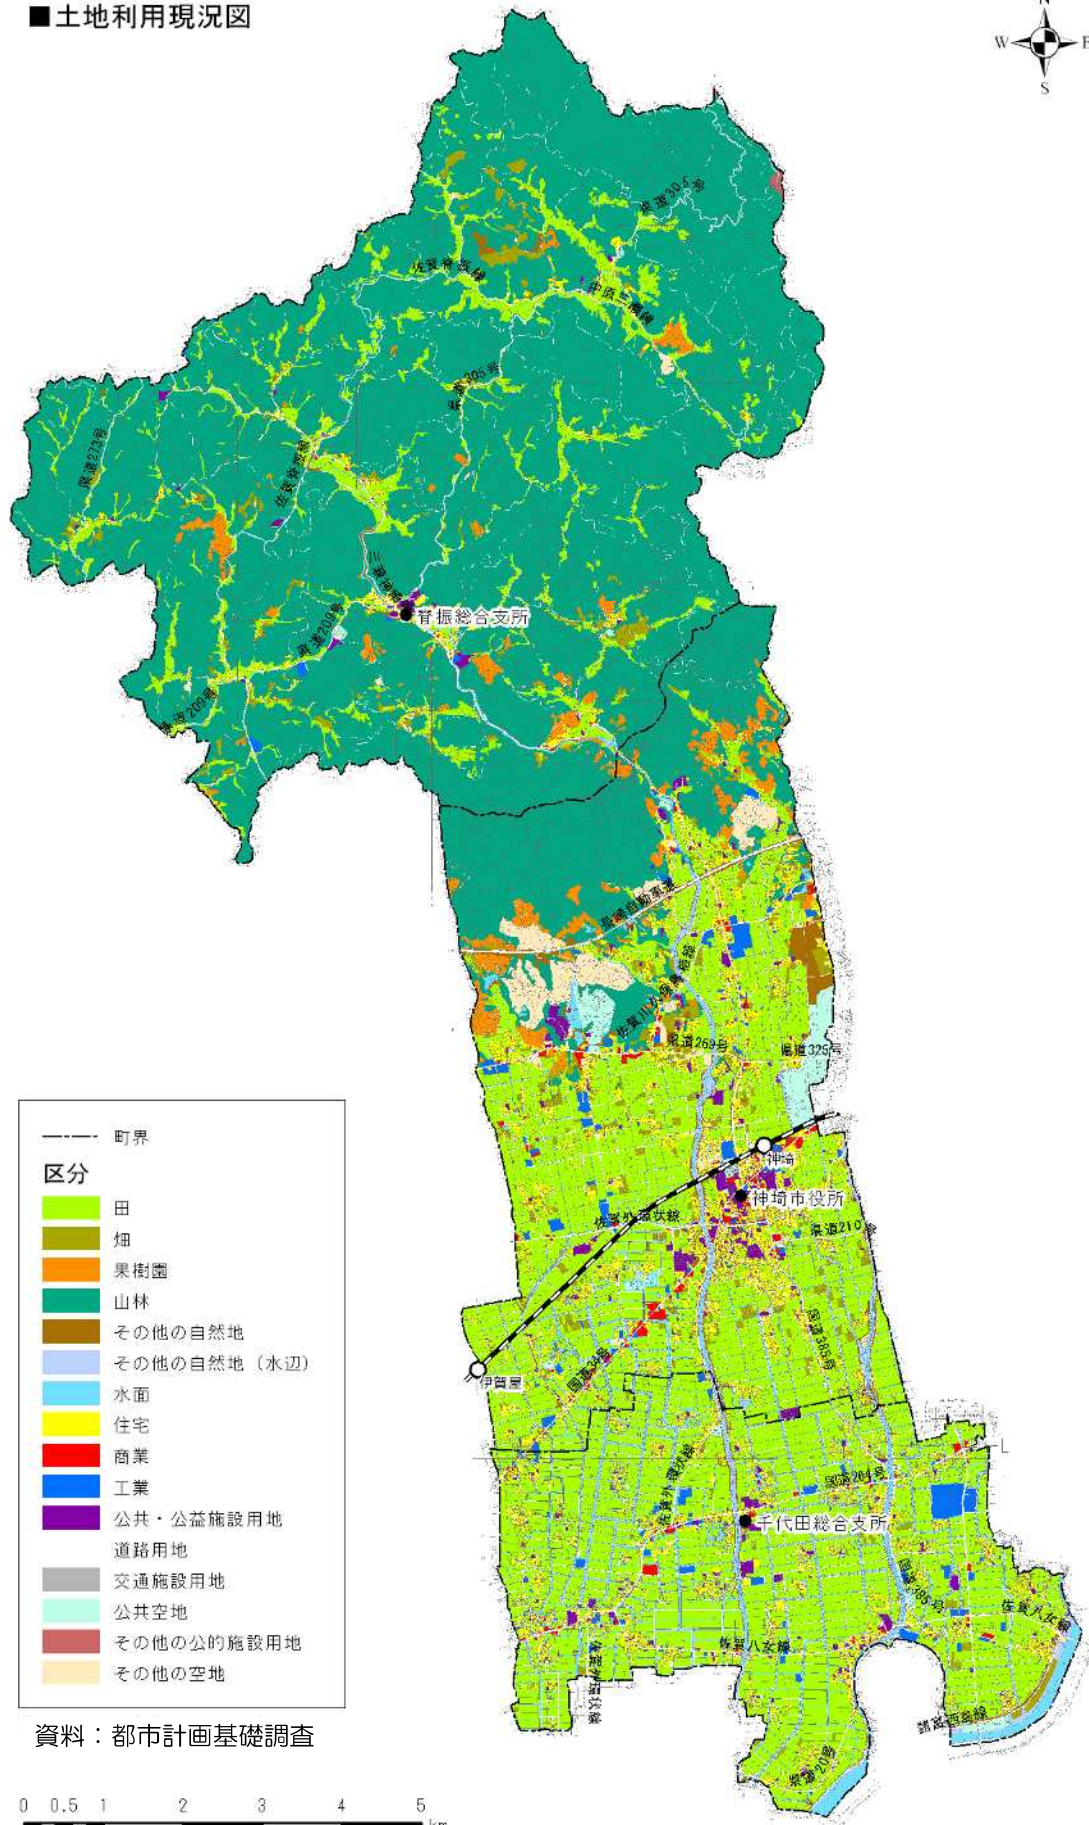 ■土地利用現況図
N
W
E
S
県道305号
佐賀脊振線
中原三瀬線
県道305号
県道273号
佐賀脊振線
三瀬神埼線
脊振総合支所
県道209号
県道209号
長崎自動車道
佐賀川久保鳥栖線
県道269号
県道325号
神埼
神埼市役所
佐賀外環状線
県道210号
国道385号
伊賀屋
国道34号
佐賀外環状線
国道264号
千代田総合支所
国道385号
佐賀八女線
佐賀八女線
佐賀外環状線
諸富西島線
県道20号
町界
区分
田
畑
果樹園
山林
その他の自然地
その他の自然地(水辺)
水面
住宅
商業
工業
公共・公益施設用地
道路用地
交通施設用地
公共空地
その他の公的施設用地
その他の空地
資料:都市計画基礎調査
0 0.5 1 2 3 4 5
km